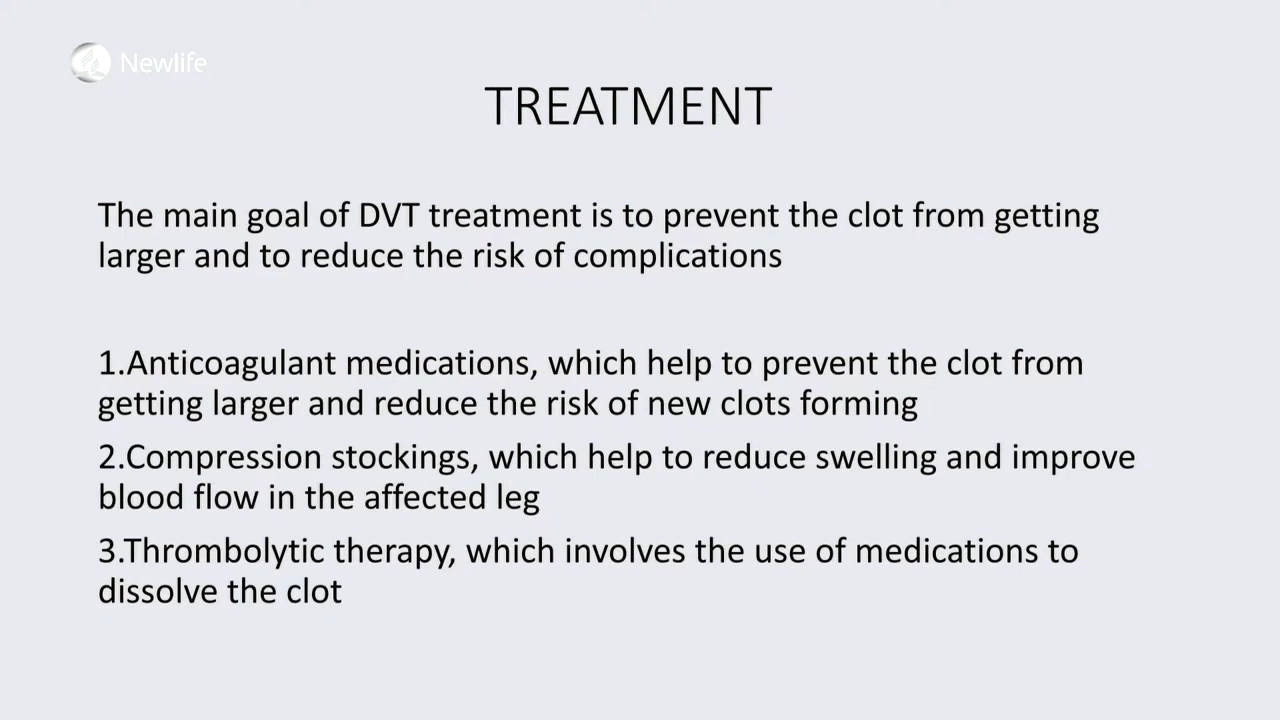 Newlife
TREATMENT
The main goal of DVT treatment is to prevent the clot from getting
larger and to reduce the risk of complications
1.Anticoagulant medications, which help to prevent the clot from
getting larger and reduce the risk of new clots forming
2.Compression stockings, which help to reduce swelling and improve
blood flow in the affected leg
3.Thrombolytic therapy, which involves the use of medications to
dissolve the clot